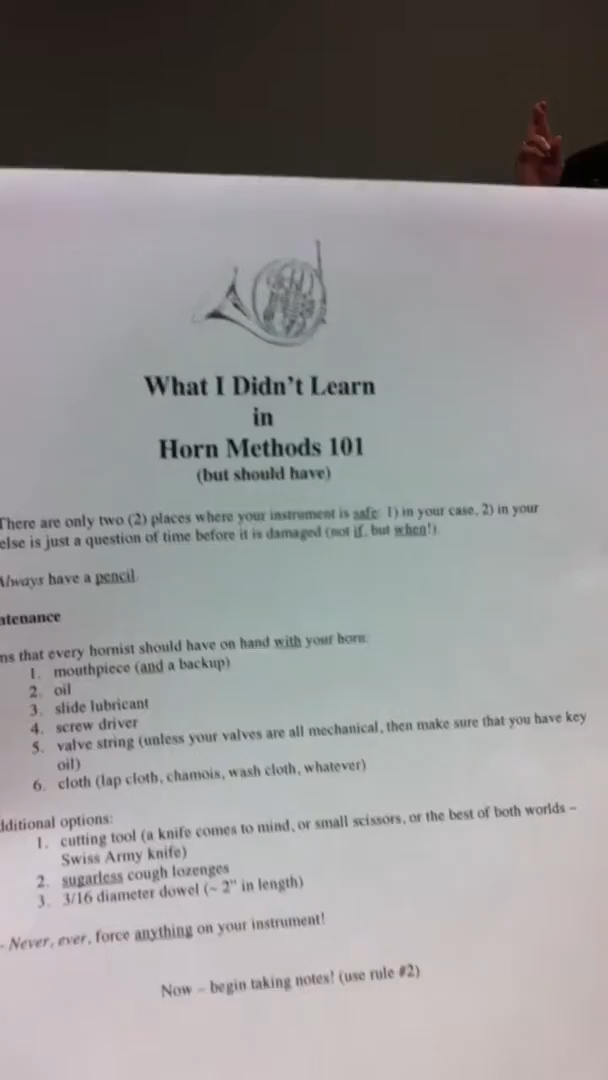 What I Didn't Learn
in
Horn Methods 101
(but should have)
There are only two (2) places where your instrument is safe: 1) in your case, 2) in your
else is just a question of time before it is damaged (not if, but when!).
Always have a pencil.
ntenance
ms that every hornist should have on hand with your horn:
1. mouthpiece (and a backup)
2. oil
3. slide lubricant
4. screw driver
5. valve string (unless your valves are all mechanical, then make sure that you have key
oil)
6. cloth (lap cloth, chamois, wash cloth, whatever)
dditional options:
1. cutting tool (a knife comes to mind, or small scissors, or the best of both worlds –
Swiss Army knife)
2. sugarless cough lozenges
3. 3/16 diameter dowel (~ 2" in length)
- Never, ever, force anything on your instrument!
Now – begin taking notes! (use rule #2)